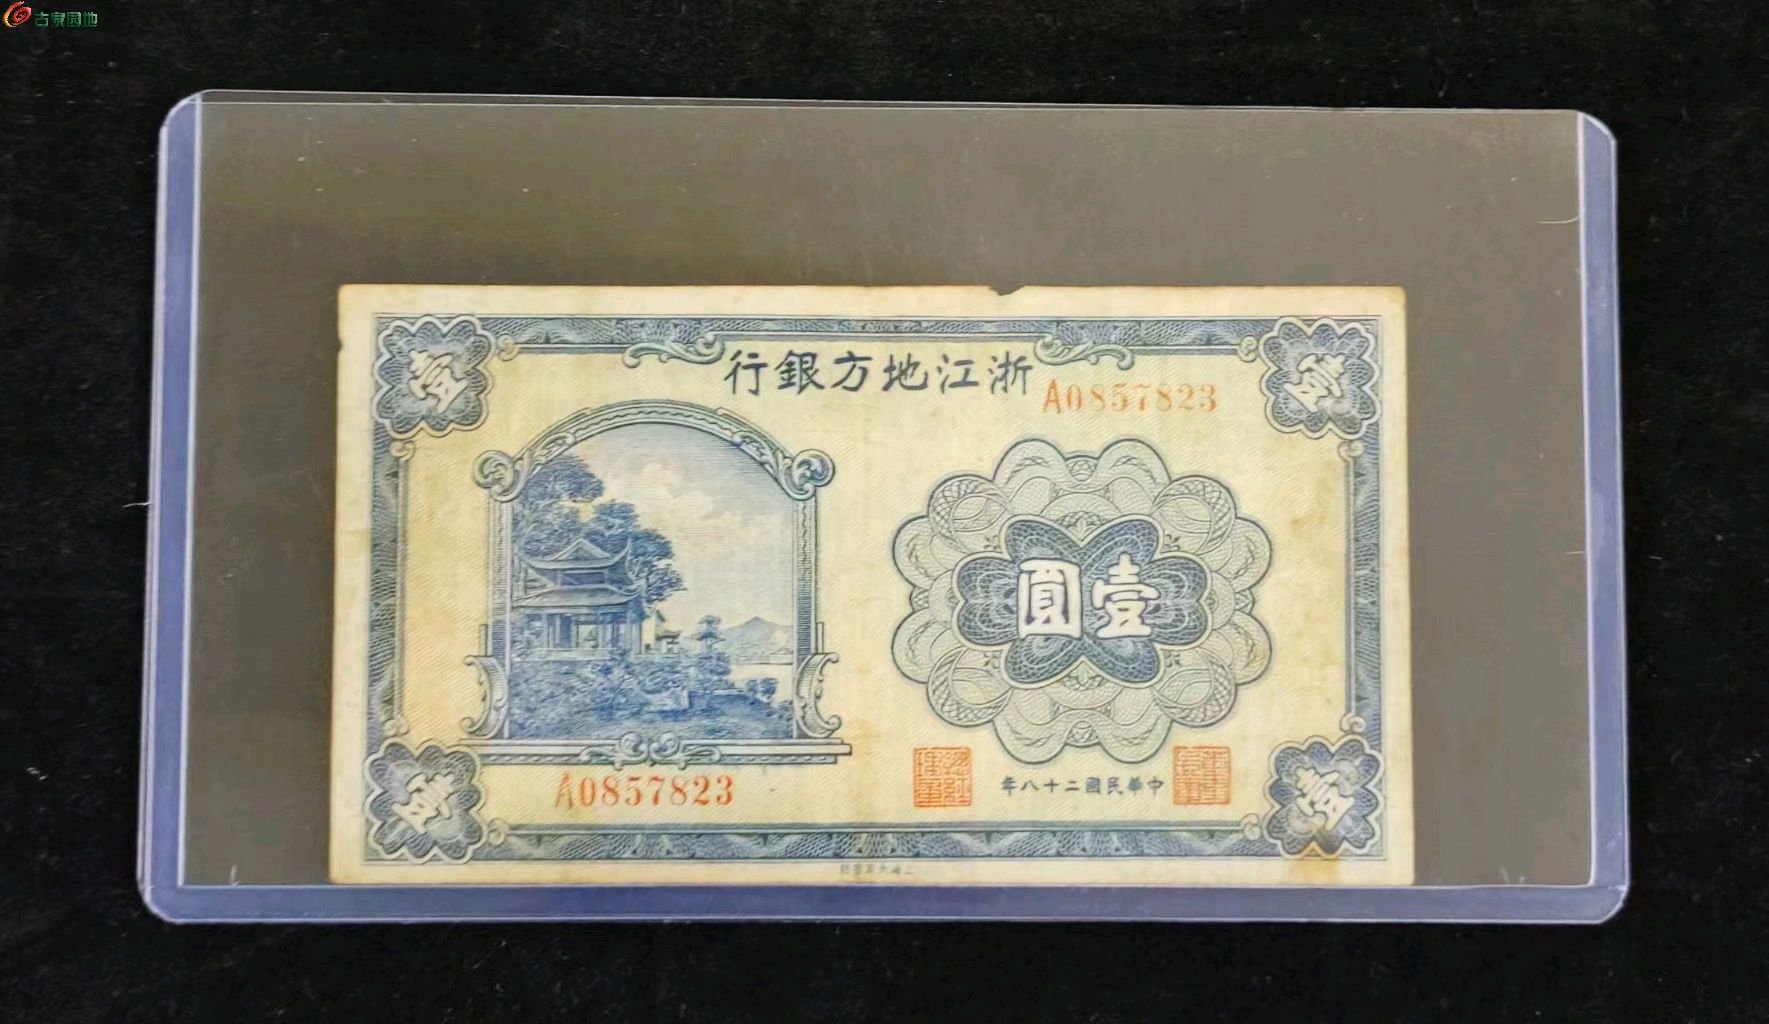 古泉园地
浙江地方銀行
A0857823
壹
壹
壹圓
A0857823
中華民國二十八年
壹
壹